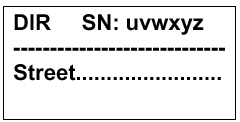 DIR SN: uvwxyz
-----------------------------
Street........................